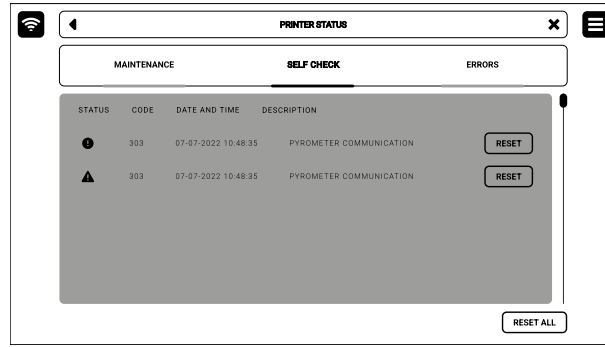 PRINTER STATUS
MAINTENANCE SELF CHECK ERRORS
STATUS CODE DATE AND TIME DESCRIPTION
303 07-07-2022 10:48:35 PYROMETER COMMUNICATION RESET
303 07-07-2022 10:48:35 PYROMETER COMMUNICATION RESET
RESET ALL